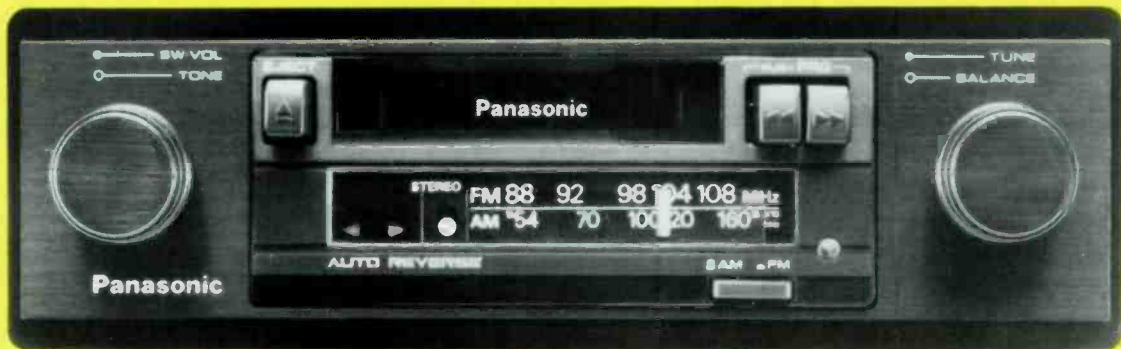 SW VOL
TONE
EJECT
Panasonic
TUNE
BALANCE
STEREO
FM 88 92 98 104 108 MHz
AM 54 70 100 120 160
AUTO REVERSE
AM FM
Panasonic